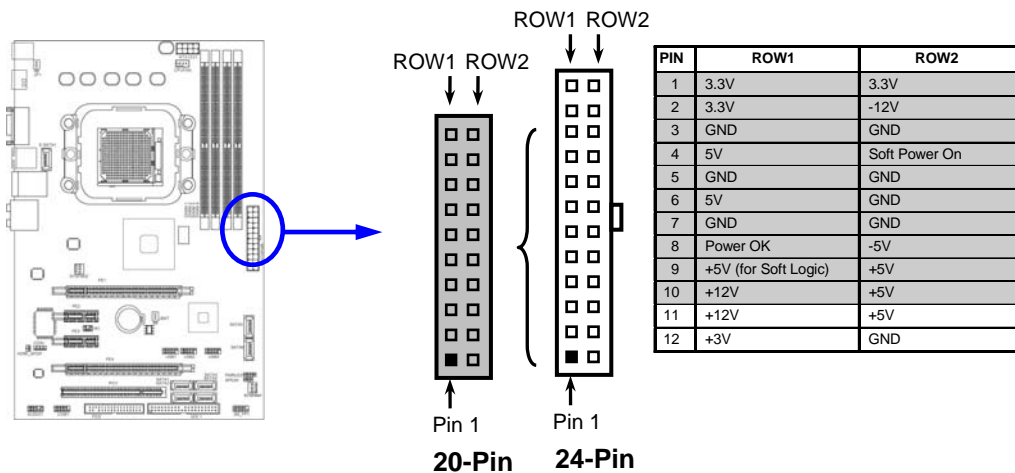 ROW1 ROW2
ROW1 ROW2
PIN ROW1 ROW2
1 3.3V 3.3V
2 3.3V -12V
3 GND GND
4 5V Soft Power On
5 GND GND
6 5V GND
7 GND GND
8 Power OK -5V
9 +5V (for Soft Logic) +5V
10 +12V +5V
11 +12V +5V
12 +3V GND
Pin 1
Pin 1
20-Pin
24-Pin